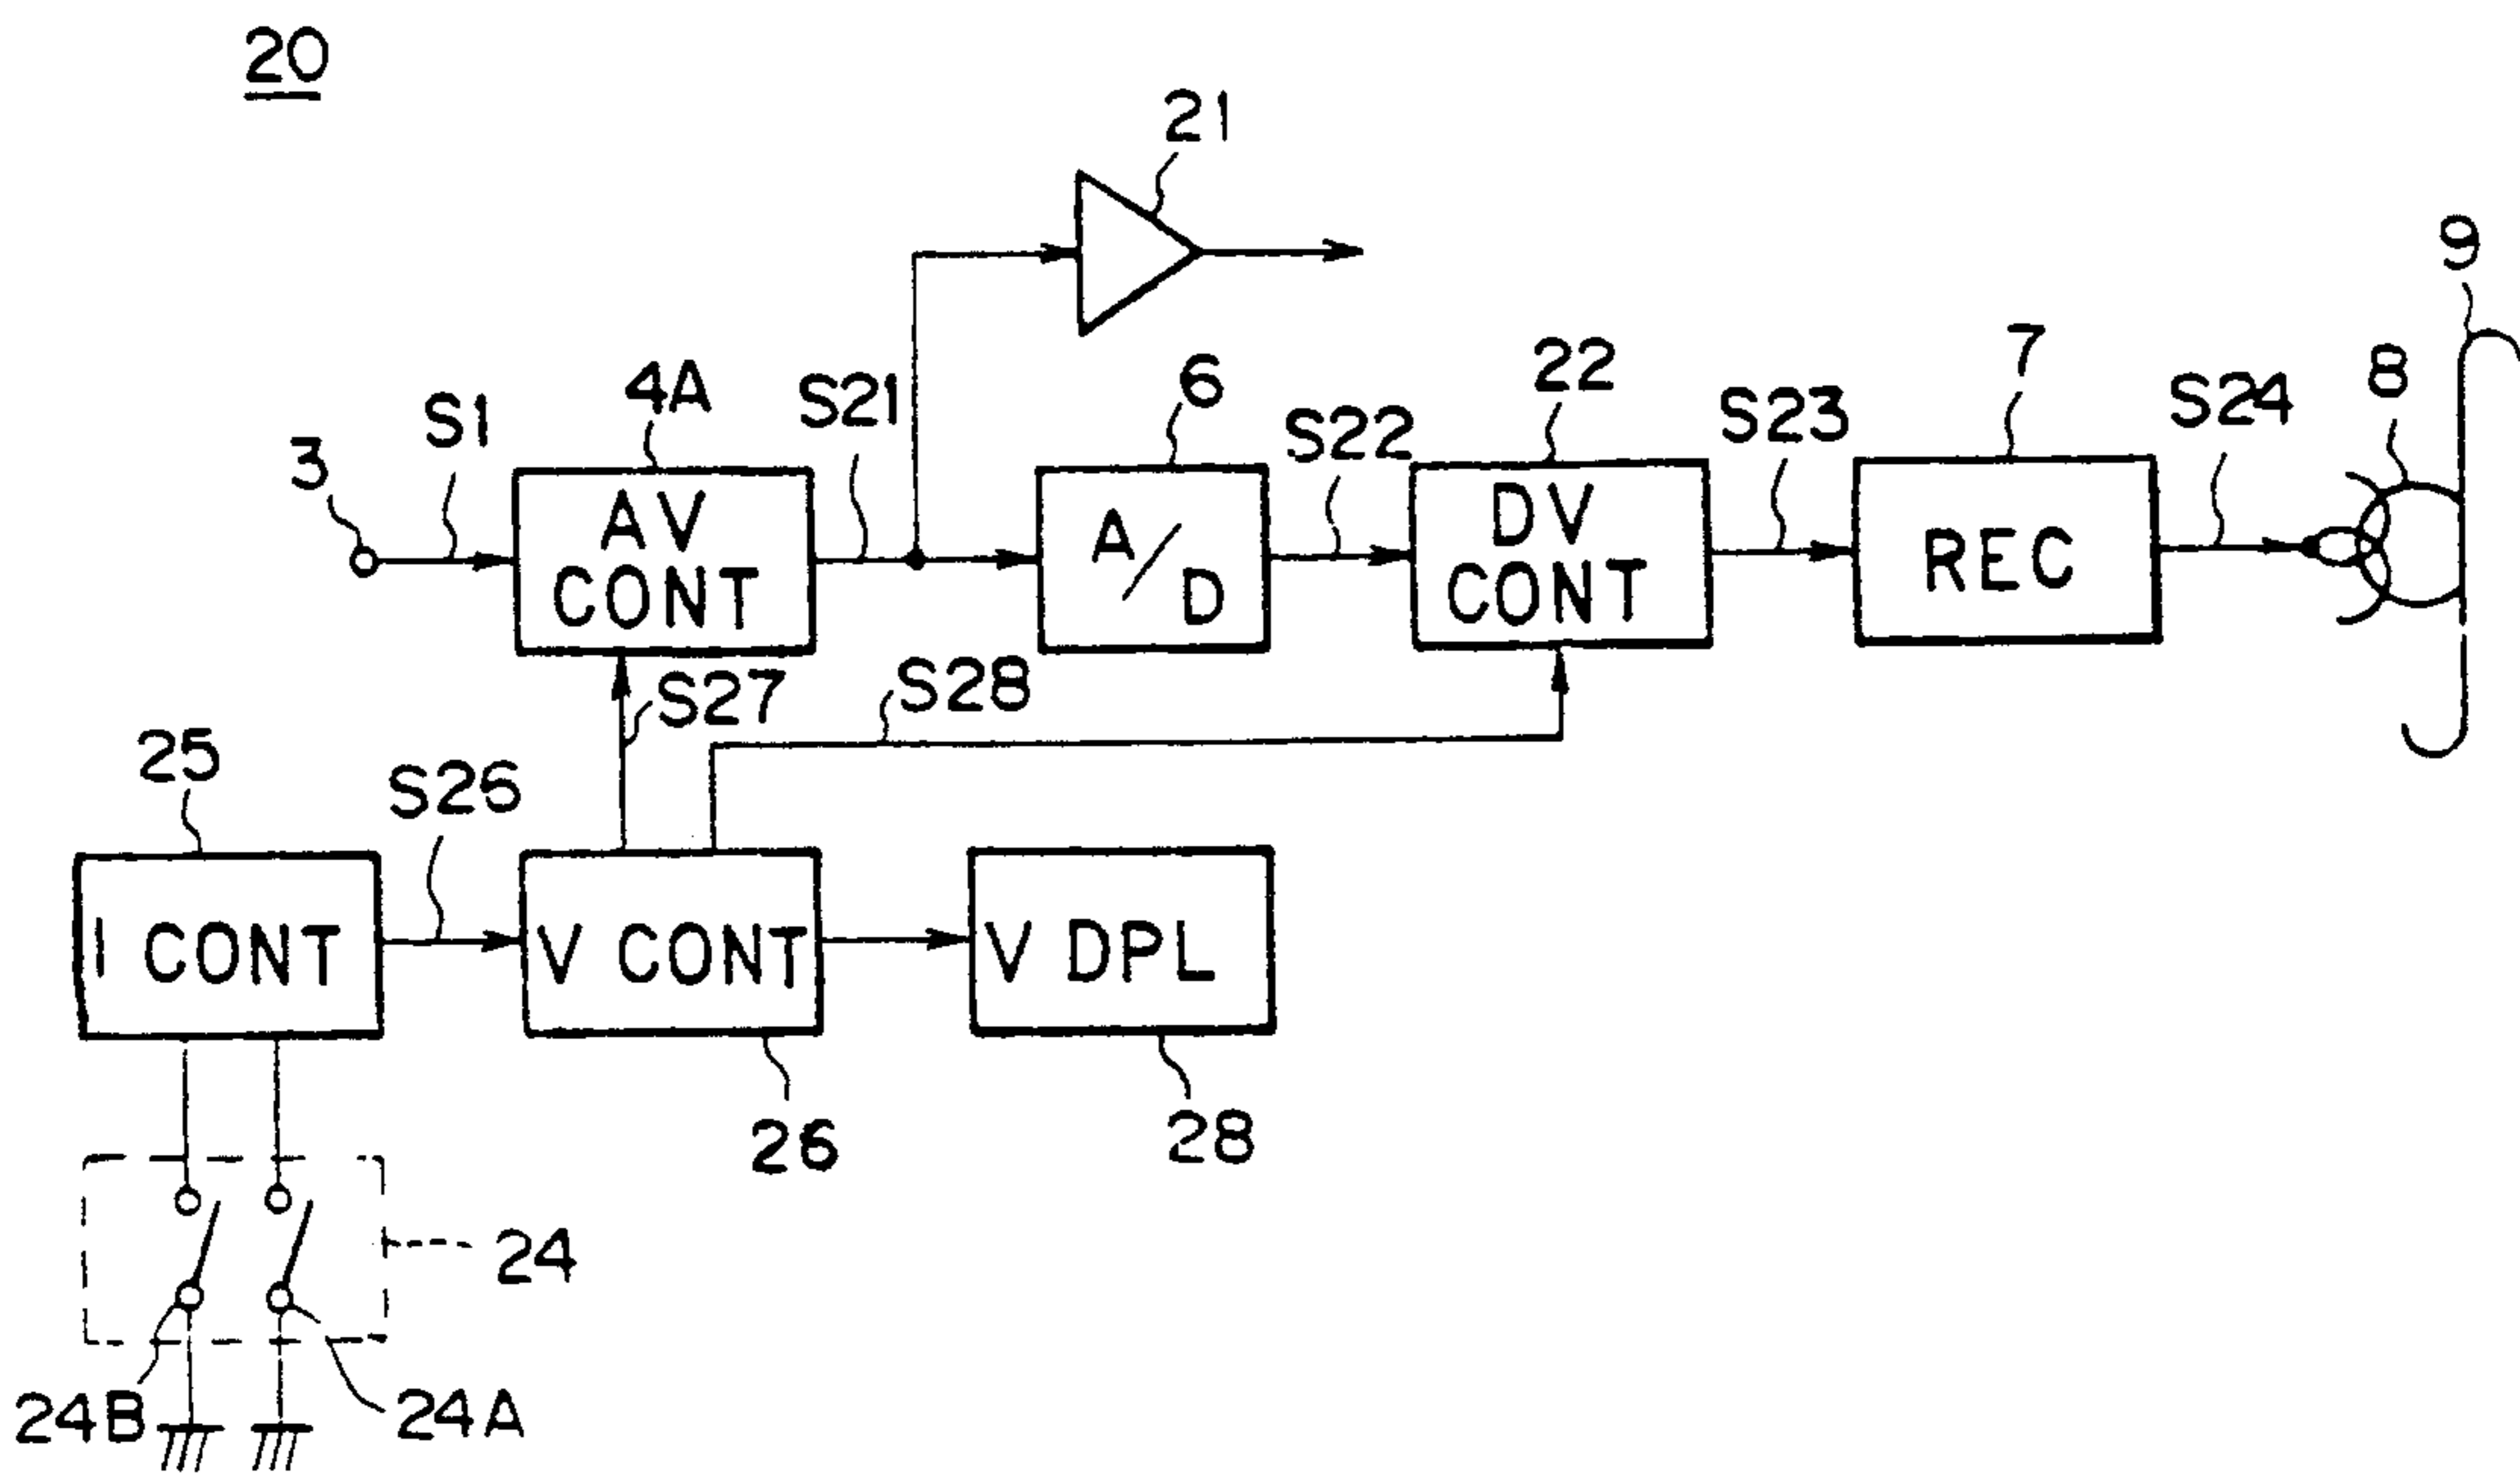 20
21
9
4A
S21
6
22
7
8
S1
S22
S23
S24
3
AV
CONT
A/D
DV
CONT
REC
S27
S28
25
S26
I CONT
V CONT
V DPL
26
28
24
24B
24A